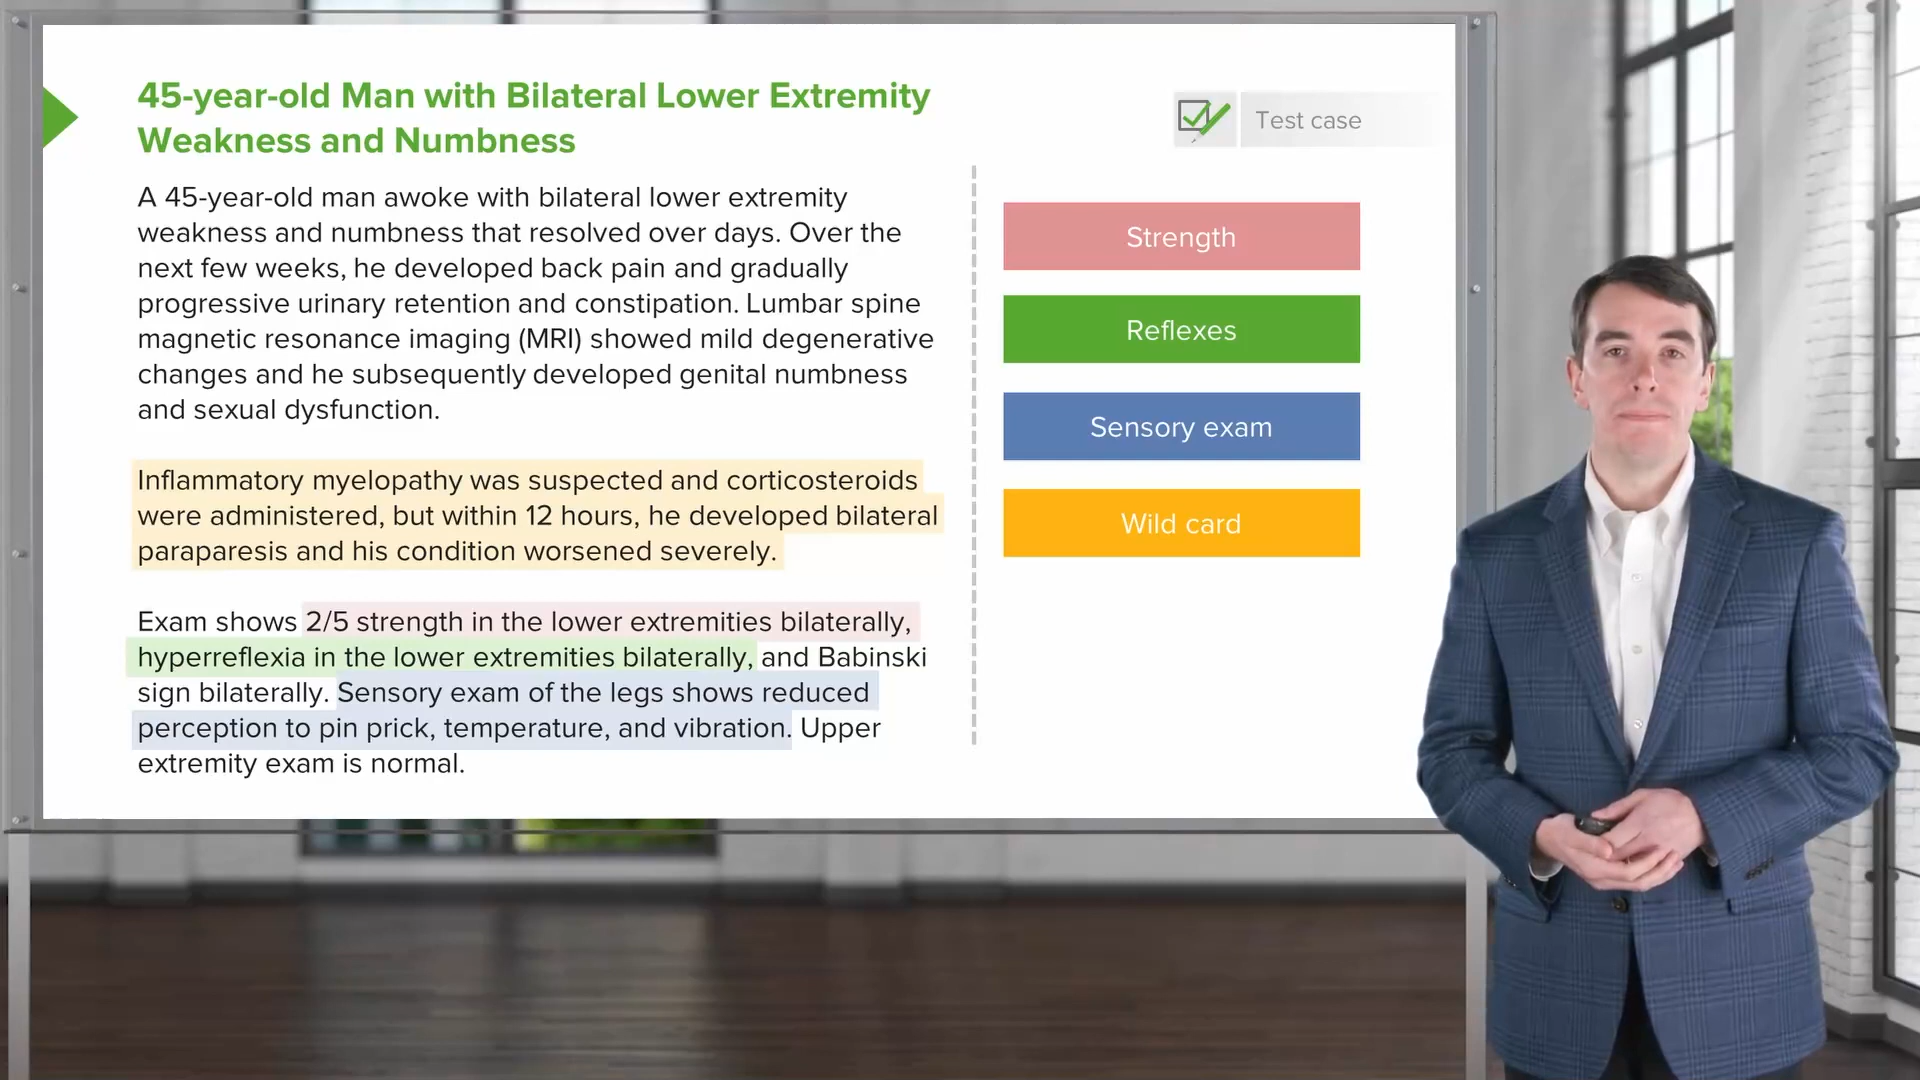 45-year-old Man with Bilateral Lower Extremity
Weakness and Numbness
Test case
A 45-year-old man awoke with bilateral lower extremity
weakness and numbness that resolved over days. Over the
next few weeks, he developed back pain and gradually
progressive urinary retention and constipation. Lumbar spine
magnetic resonance imaging (MRI) showed mild degenerative
changes and he subsequently developed genital numbness
and sexual dysfunction.
Inflammatory myelopathy was suspected and corticosteroids
were administered, but within 12 hours, he developed bilateral
paraparesis and his condition worsened severely.
Exam shows 2/5 strength in the lower extremities bilaterally,
hyperreflexia in the lower extremities bilaterally, and Babinski
sign bilaterally. Sensory exam of the legs shows reduced
perception to pin prick, temperature, and vibration. Upper
extremity exam is normal.
Strength
Reflexes
Sensory exam
Wild card